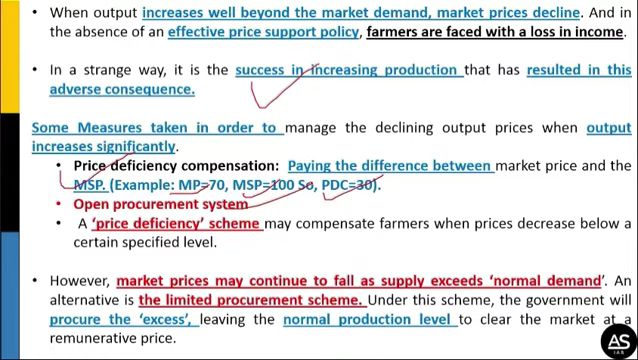 • When output increases well beyond the market demand, market prices decline. And in
the absence of an effective price support policy, farmers are faced with a loss in income.
• In a strange way, it is the success in increasing production that has resulted in this
adverse consequence.
Some Measures taken in order to manage the declining output prices when output
increases significantly.
• Price deficiency compensation: Paying the difference between market price and the
MSP. (Example: MP=70, MSP=100 So, PDC=30).
• Open procurement system
• A ‘price deficiency’ scheme may compensate farmers when prices decrease below a
certain specified level.
• However, market prices may continue to fall as supply exceeds ‘normal demand’. An
alternative is the limited procurement scheme. Under this scheme, the government will
procure the ‘excess’, leaving the normal production level to clear the market at a
remunerative price.
AS
IAS